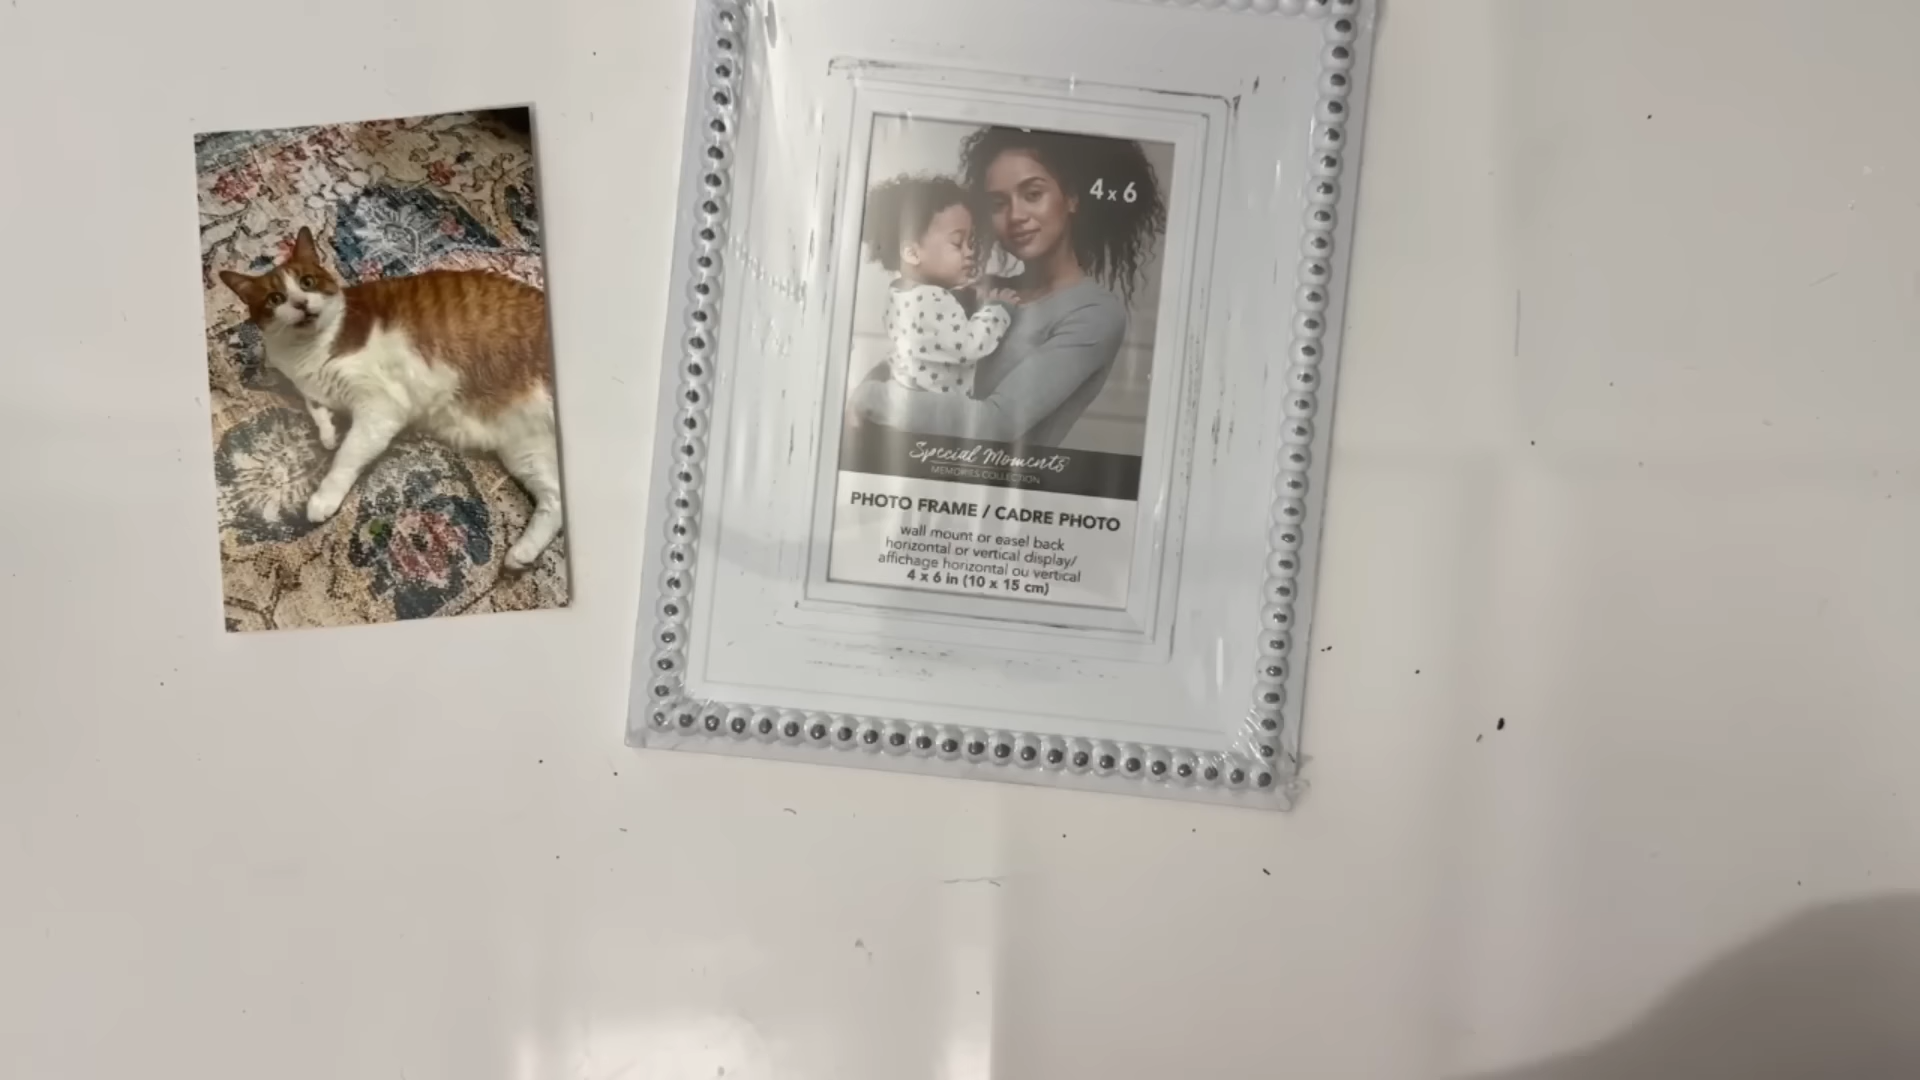 4 x 6
Special Moments
MEMORIES COLLECTION
PHOTO FRAME / CADRE PHOTO
wall mount or easel back
horizontal or vertical display/
affichage horizontal ou vertical
4 x 6 in (10 x 15 cm)